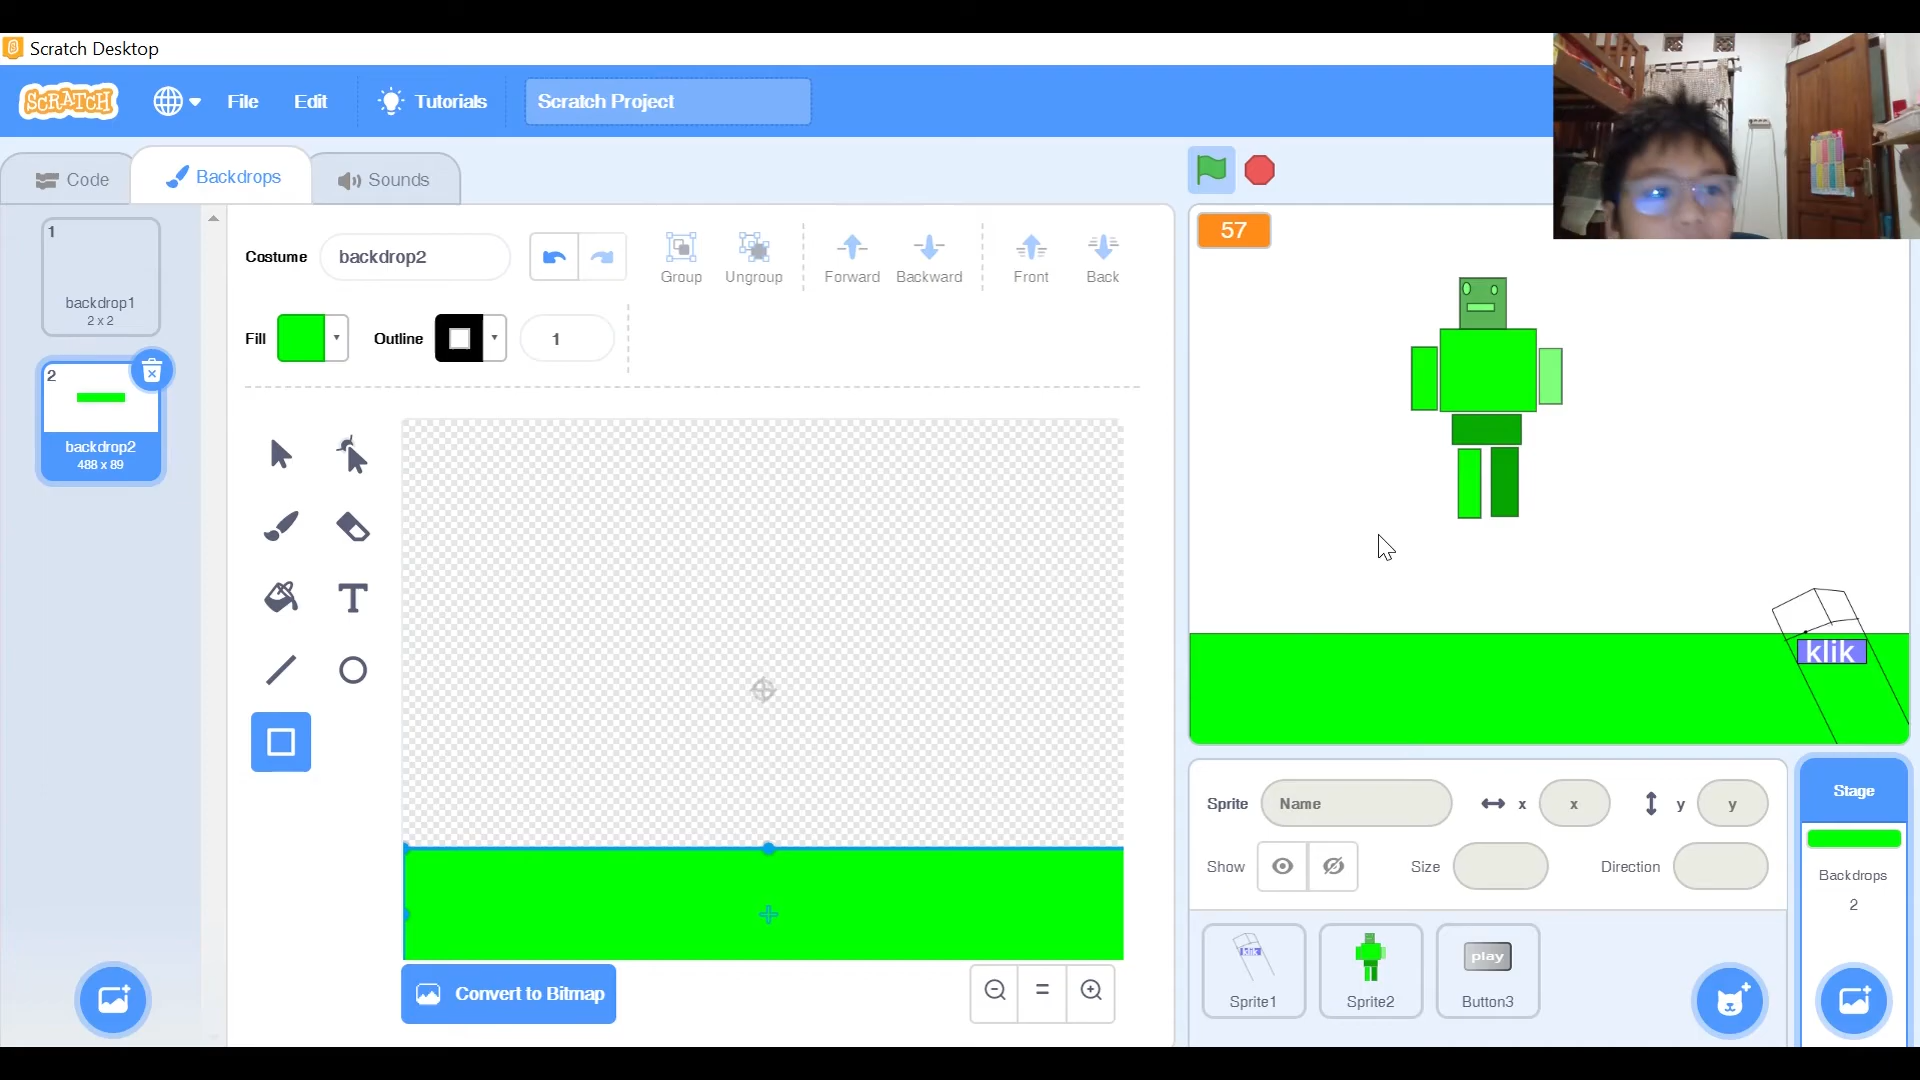 Scratch Desktop
SCRATCH
File
Edit
Tutorials
Scratch Project
Code
Backdrops
Sounds
1
backdrop1
2 x 2
2
backdrop2
488 x 89
Costume
backdrop2
Group
Ungroup
Forward
Backward
Front
Back
Fill
Outline
1
T
Convert to Bitmap
57
klik
Sprite
Name
x
x
y
y
Show
Size
Direction
klik
Sprite1
Sprite2
play
Button3
Stage
Backdrops
2